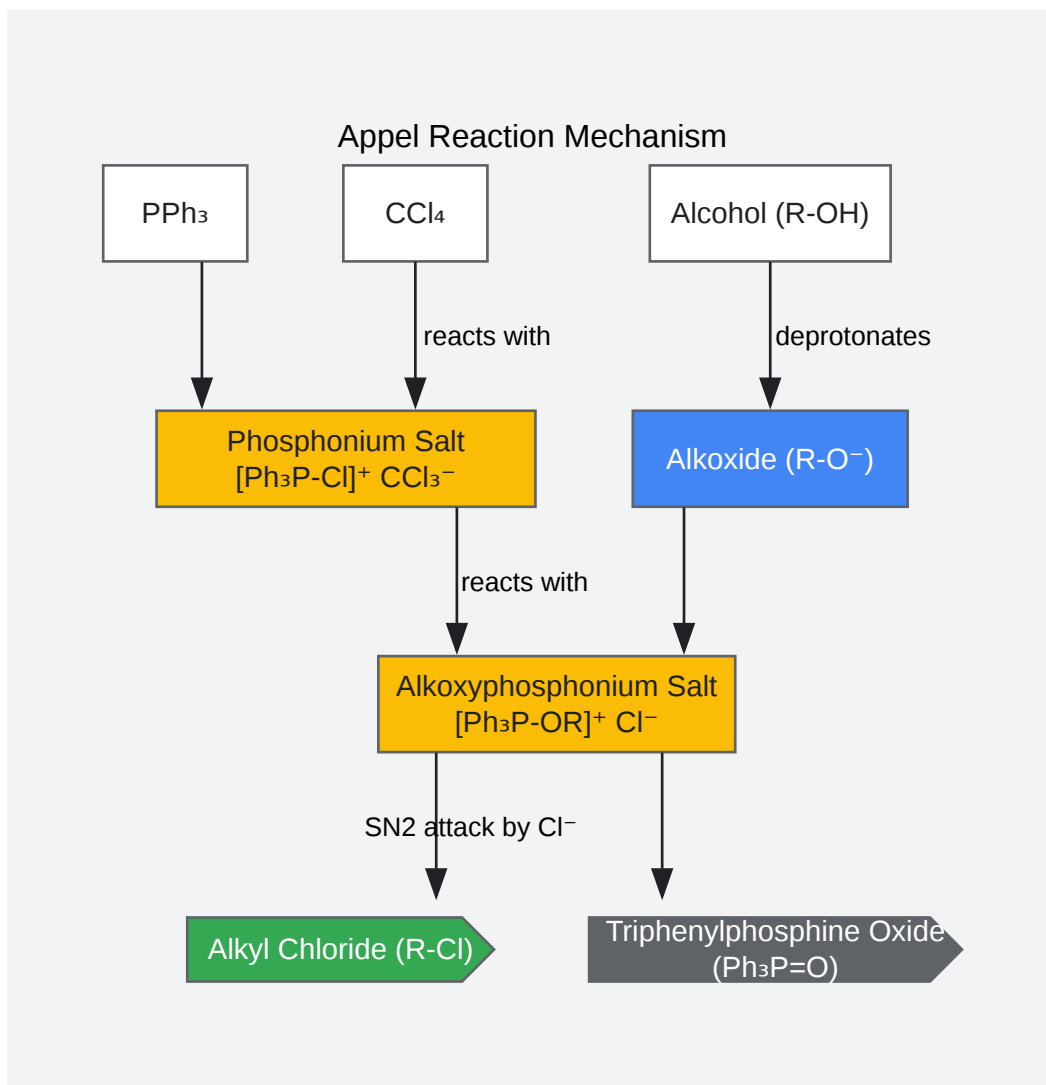 Appel Reaction Mechanism
PPh₃
CCl₄
Alcohol (R-OH)
reacts with
deprotonates
Phosphonium Salt
[Ph₃P-Cl]⁺ CCl₃⁻
Alkoxide (R-O⁻)
reacts with
Alkoxyphosphonium Salt
[Ph₃P-OR]⁺ Cl⁻
SN2 attack by Cl⁻
Alkyl Chloride (R-Cl)
Triphenylphosphine Oxide
(Ph₃P=O)